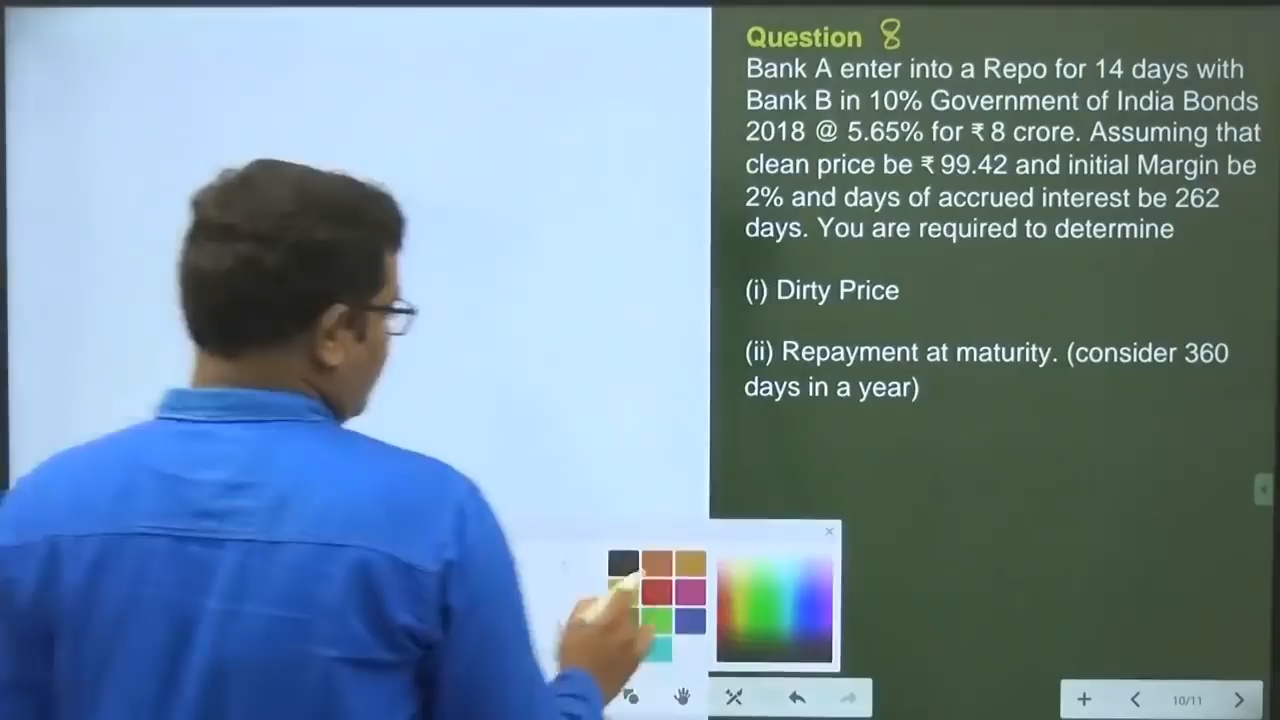 Question 8
Bank A enter into a Repo for 14 days with
Bank B in 10% Government of India Bonds
2018 @ 5.65% for ₹ 8 crore. Assuming that
clean price be ₹ 99.42 and initial Margin be
2% and days of accrued interest be 262
days. You are required to determine
(i) Dirty Price
(ii) Repayment at maturity. (consider 360
days in a year)
10/11